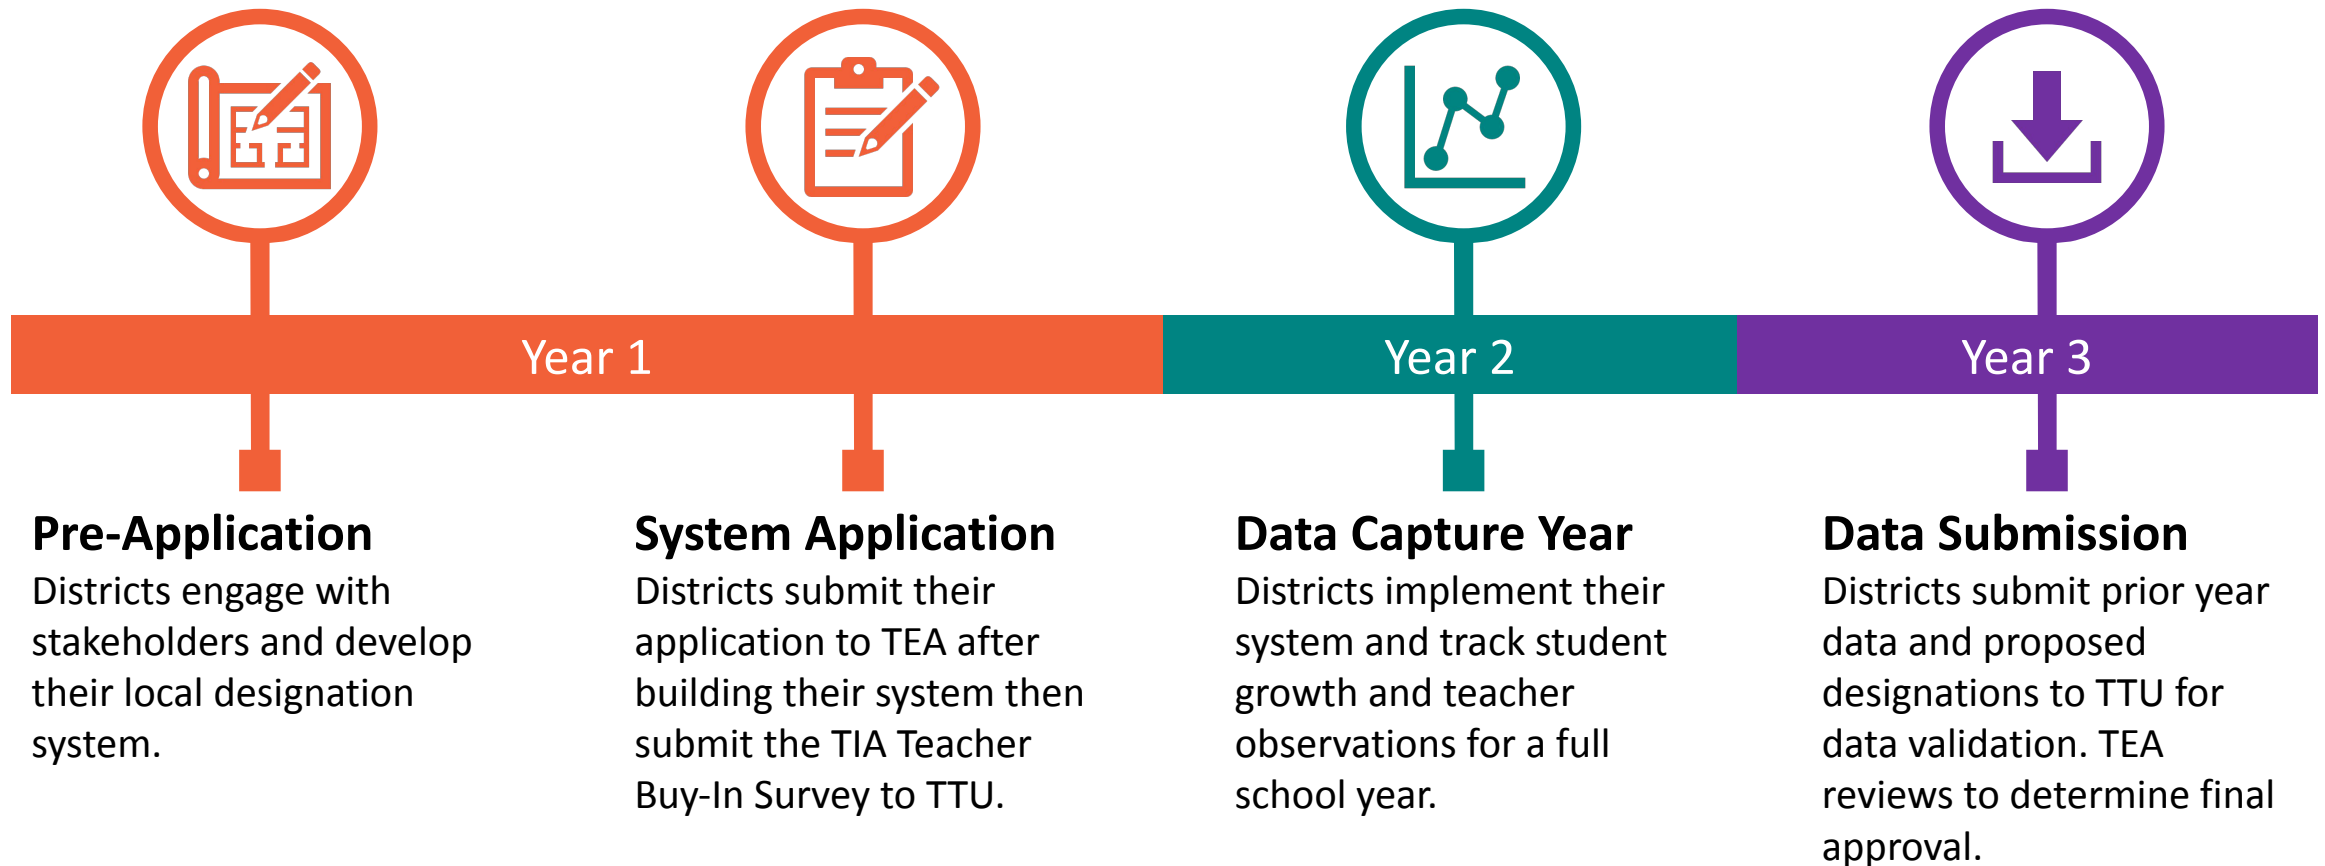 Year 1
Year 2
Year 3
Pre-Application
Districts engage with
stakeholders and develop
their local designation
system.
System Application
Districts submit their
application to TEA after
building their system then
submit the TIA Teacher
Buy-In Survey to TTU.
Data Capture Year
Districts implement their
system and track student
growth and teacher
observations for a full
school year.
Data Submission
Districts submit prior year
data and proposed
designations to TTU for
data validation. TEA
reviews to determine final
approval.